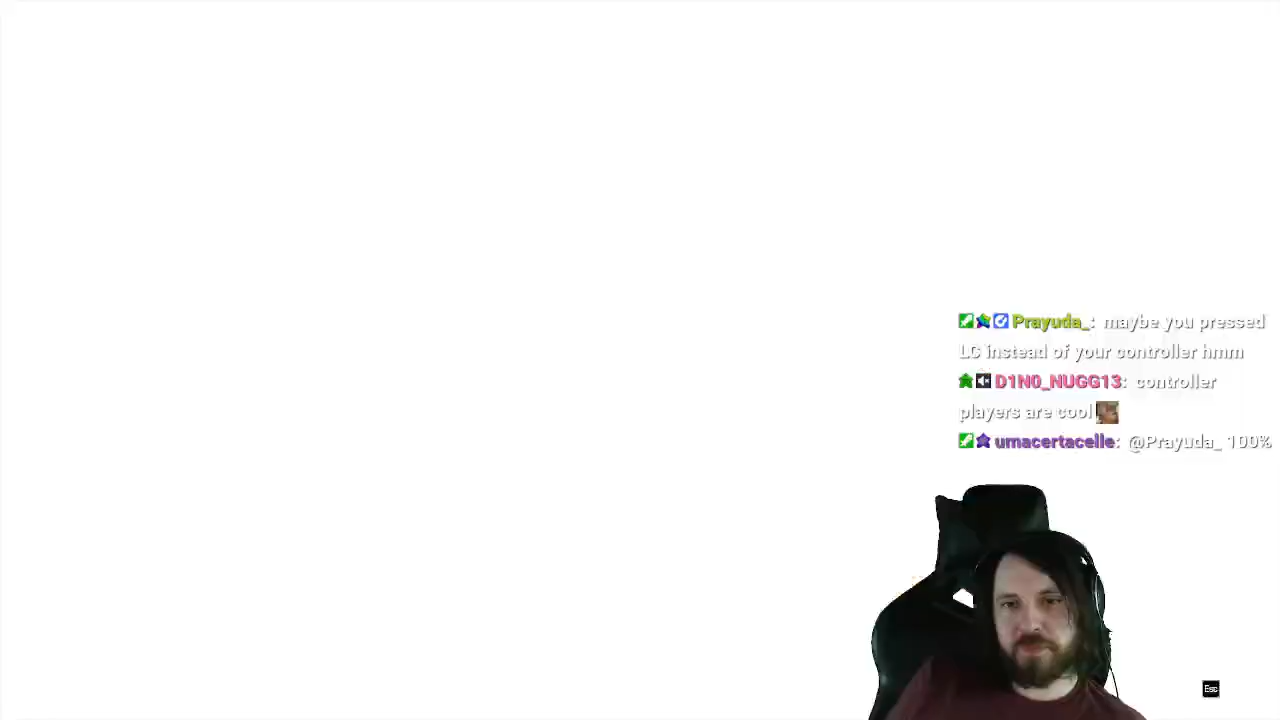 Prayuda_: maybe you pressed
LC instead of your controller hmm
D1N0_NUGG13: controller
players are cool
umacertacelle: @Prayuda_ 100%
Esc